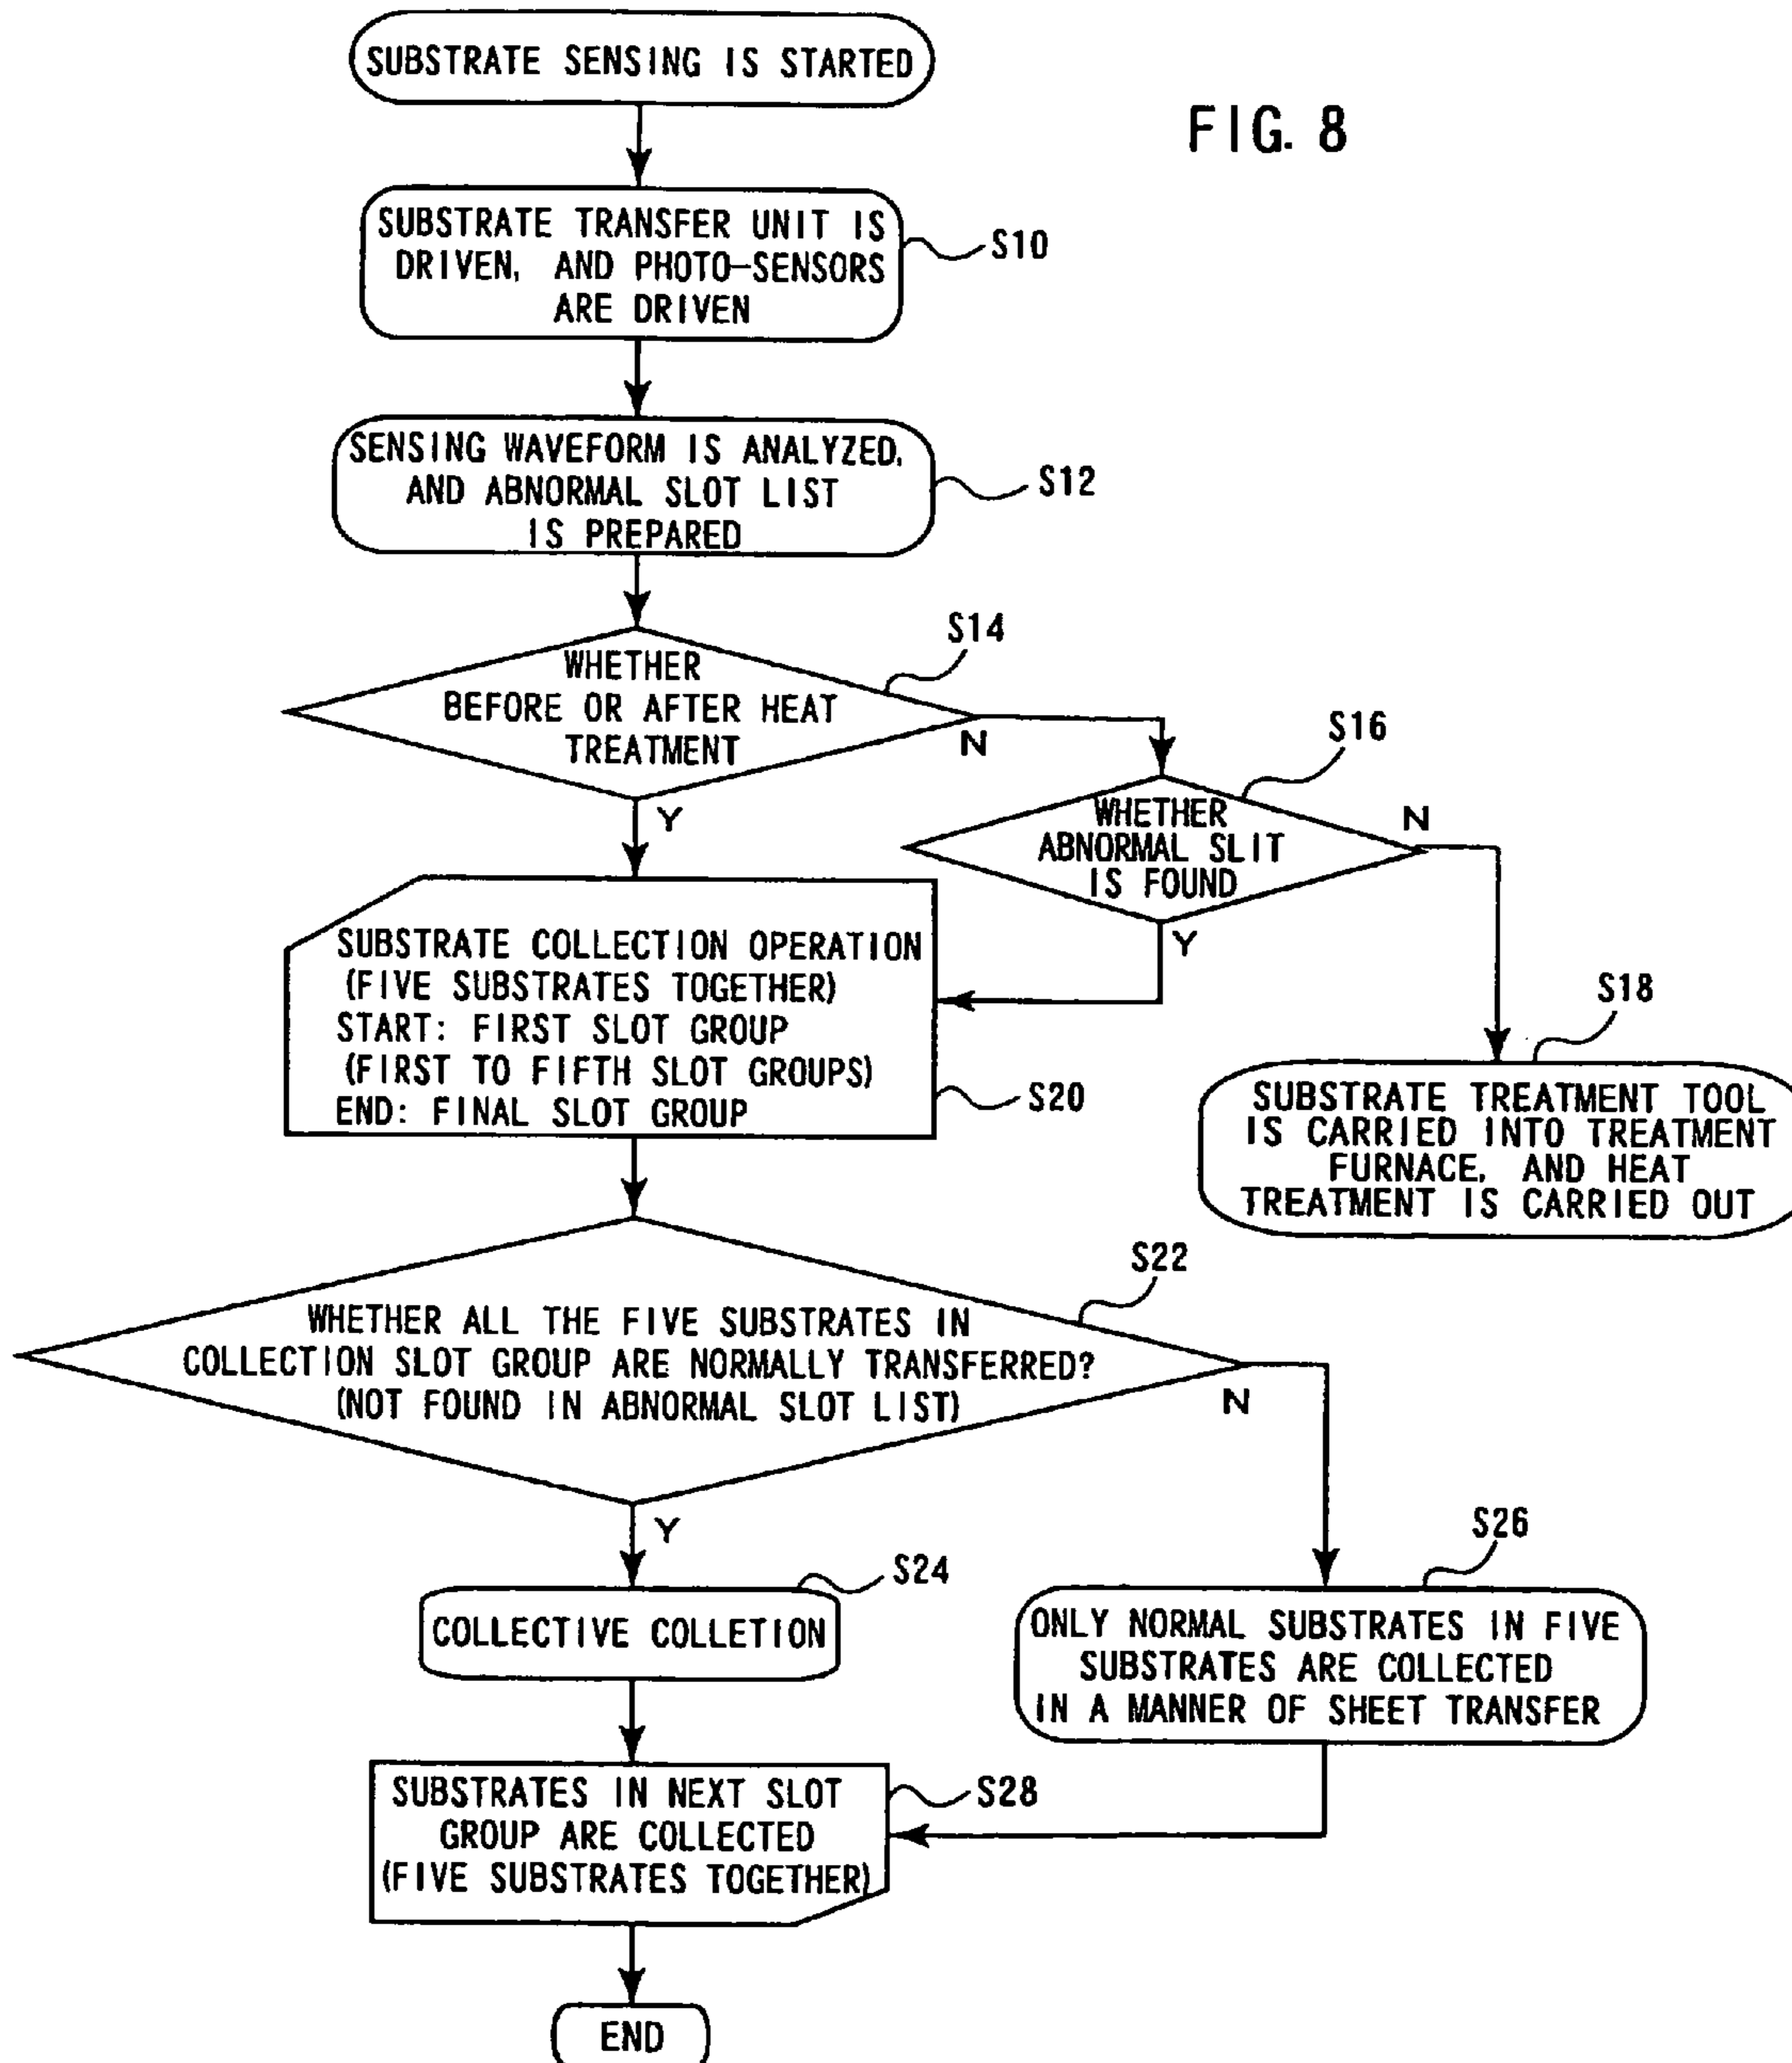 SUBSTRATE SENSING IS STARTED
FIG. 8
SUBSTRATE TRANSFER UNIT IS
DRIVEN, AND PHOTO-SENSORS
ARE DRIVEN
S10
SENSING WAVEFORM IS ANALYZED,
AND ABNORMAL SLOT LIST
IS PREPARED
S12
WHETHER
BEFORE OR AFTER HEAT
TREATMENT
S14
N
Y
WHETHER
ABNORMAL SLIT
IS FOUND
S16
N
Y
SUBSTRATE TREATMENT TOOL
IS CARRIED INTO TREATMENT
FURNACE, AND HEAT
TREATMENT IS CARRIED OUT
S18
SUBSTRATE COLLECTION OPERATION
(FIVE SUBSTRATES TOGETHER)
START: FIRST SLOT GROUP
(FIRST TO FIFTH SLOT GROUPS)
END: FINAL SLOT GROUP
S20
WHETHER ALL THE FIVE SUBSTRATES IN
COLLECTION SLOT GROUP ARE NORMALLY TRANSFERRED?
(NOT FOUND IN ABNORMAL SLOT LIST)
S22
N
Y
COLLECTIVE COLLETION
S24
ONLY NORMAL SUBSTRATES IN FIVE
SUBSTRATES ARE COLLECTED
IN A MANNER OF SHEET TRANSFER
S26
SUBSTRATES IN NEXT SLOT
GROUP ARE COLLECTED
(FIVE SUBSTRATES TOGETHER)
S28
END